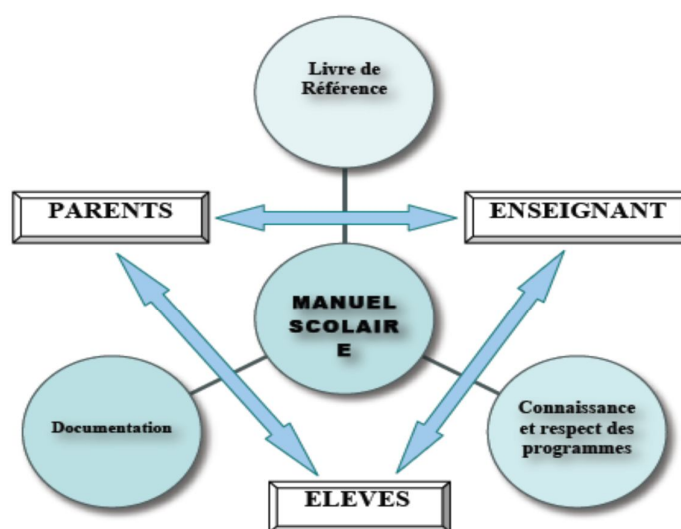 Livre de
Référence
PARENTS
ENSEIGNANT
MANUEL
SCOLAIR
E
Documentation
Connaissance
et respect des
programmes
ELEVES